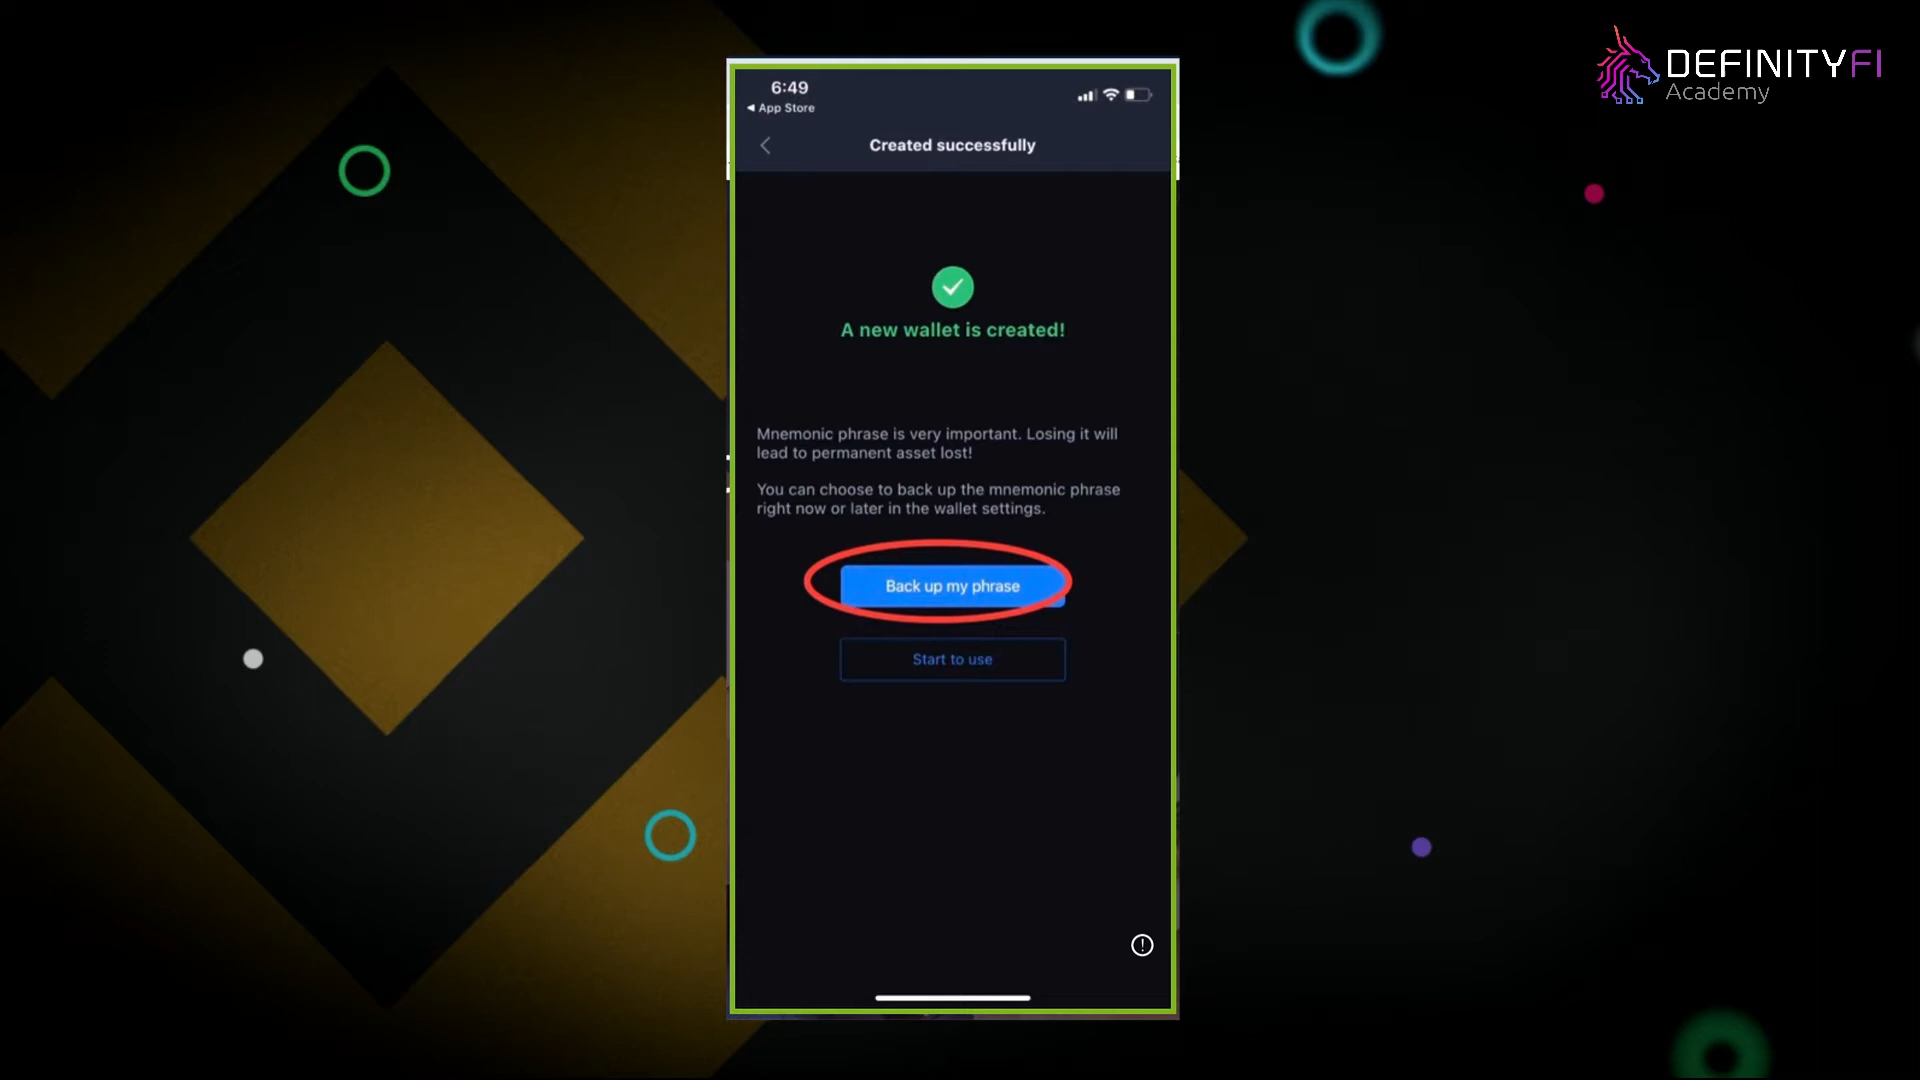 6:49
App Store
Created successfully
A new wallet is created!
Mnemonic phrase is very important. Losing it will
lead to permanent asset lost!
You can choose to back up the mnemonic phrase
right now or later in the wallet settings.
Back up my phrase
Start to use
DEFINITYFI
Academy